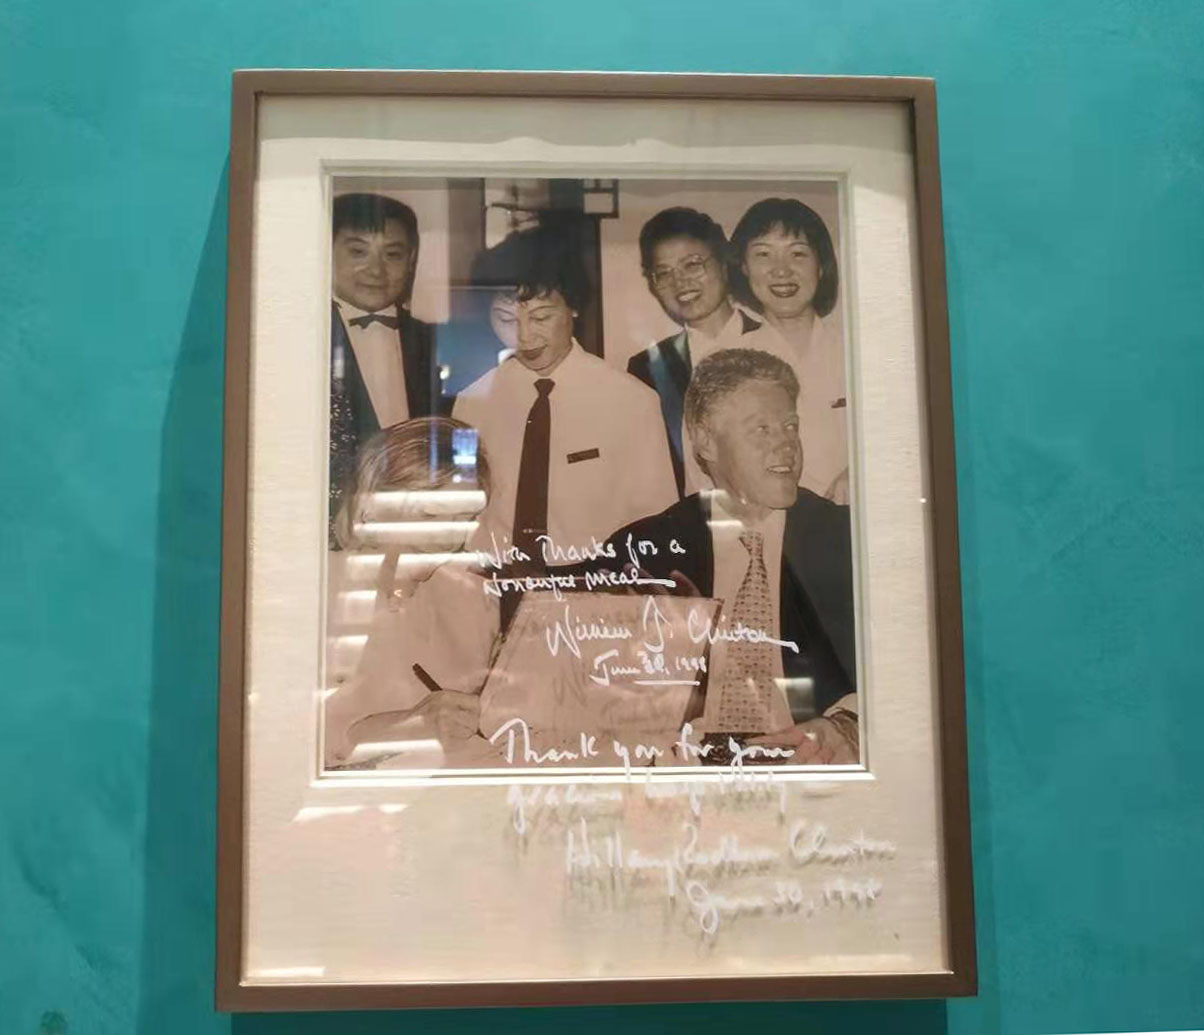 With Thanks for a
Wonderful meal
William J. Clinton
June 30, 1998
Thank you for your
gracious hospitality
Hillary Rodham Clinton
June 30, 1998